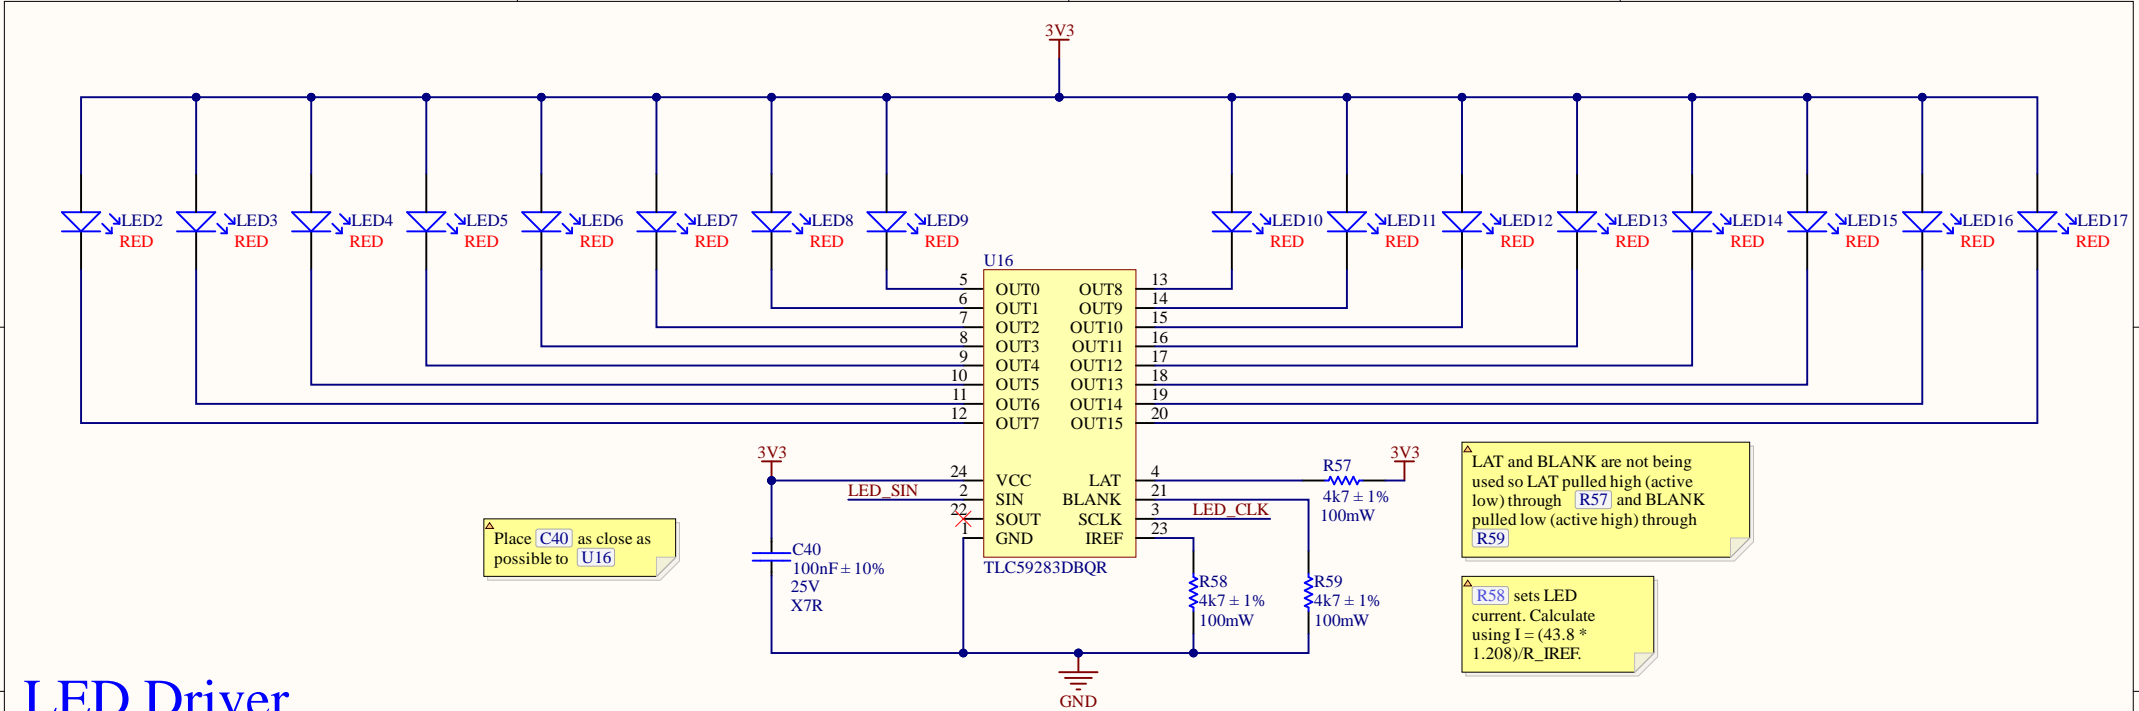 3V3
LED2
RED
LED3
RED
LED4
RED
LED5
RED
LED6
RED
LED7
RED
LED8
RED
LED9
RED
LED10
RED
LED11
RED
LED12
RED
LED13
RED
LED14
RED
LED15
RED
LED16
RED
LED17
RED
U16
5 OUT0 OUT8 13
6 OUT1 OUT9 14
7 OUT2 OUT10 15
8 OUT3 OUT11 16
9 OUT4 OUT12 17
10 OUT5 OUT13 18
11 OUT6 OUT14 19
12 OUT7 OUT15 20
24 VCC LAT 4
2 SIN BLANK 21
22 SOUT SCLK 3
1 GND IREF 23
TLC59283DBQR
3V3
LED_SIN
LED_CLK
R57
4k7 ± 1%
100mW
3V3
C40
100nF ± 10%
25V
X7R
R58
4k7 ± 1%
100mW
R59
4k7 ± 1%
100mW
GND
Place C40 as close as
possible to U16
LAT and BLANK are not being
used so LAT pulled high (active
low) through R57 and BLANK
pulled low (active high) through
R59
R58 sets LED
current. Calculate
using I = (43.8 *
1.208)/R_IREF.
LED Driver